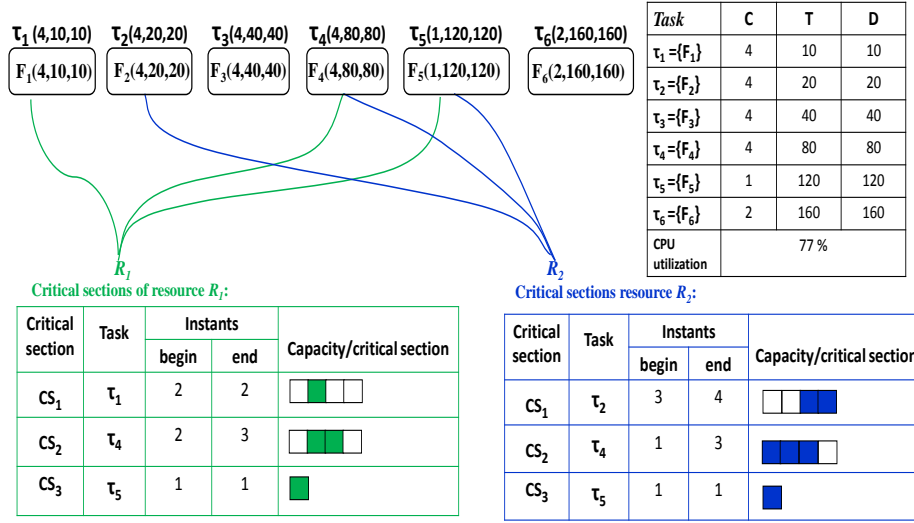 τ1 (4,10,10) τ2 (4,20,20) τ3 (4,40,40) τ4 (4,80,80) τ5 (1,120,120) τ6 (2,160,160)
F1(4,10,10) F2(4,20,20) F3(4,40,40) F4(4,80,80) F5(1,120,120) F6(2,160,160)
Task C T D
τ1 ={F1} 4 10 10
τ2 ={F2} 4 20 20
τ3 ={F3} 4 40 40
τ4 ={F4} 4 80 80
τ5 ={F5} 1 120 120
τ6 ={F6} 2 160 160
CPU utilization 77 %
R1
Critical sections of resource R1:
Critical section Task Instants Capacity/critical section
begin end
CS1 τ1 2 2
CS2 τ4 2 3
CS3 τ5 1 1
R2
Critical sections resource R2:
Critical section Task Instants Capacity/critical section
begin end
CS1 τ2 3 4
CS2 τ4 1 3
CS3 τ5 1 1